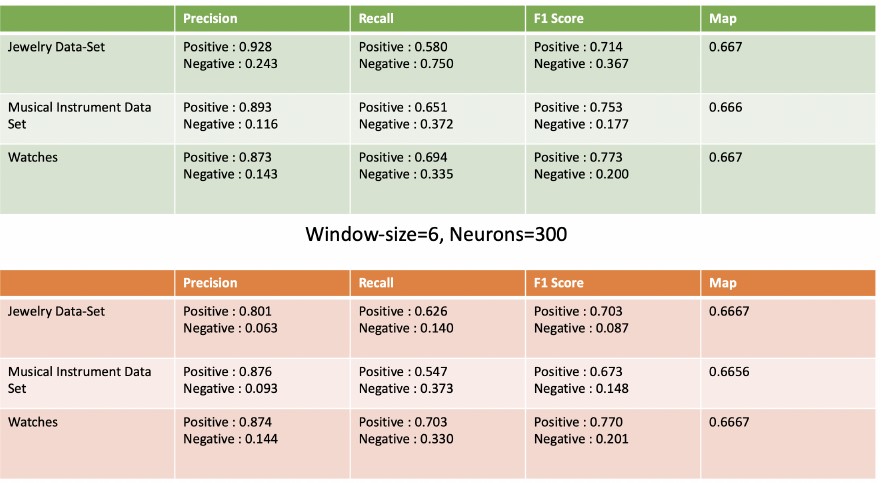 Precision Recall F1 Score Map
Jewelry Data-Set Positive : 0.928 Positive : 0.580 Positive : 0.714 0.667
Negative : 0.243 Negative : 0.750 Negative : 0.367
Musical Instrument Data Positive : 0.893 Positive : 0.651 Positive : 0.753 0.666
Set Negative : 0.116 Negative : 0.372 Negative : 0.177
Watches Positive : 0.873 Positive : 0.694 Positive : 0.773 0.667
Negative : 0.143 Negative : 0.335 Negative : 0.200
Window-size=6, Neurons=300
Precision Recall F1 Score Map
Jewelry Data-Set Positive : 0.801 Positive : 0.626 Positive : 0.703 0.6667
Negative : 0.063 Negative : 0.140 Negative : 0.087
Musical Instrument Data Positive : 0.876 Positive : 0.547 Positive : 0.673 0.6656
Set Negative : 0.093 Negative : 0.373 Negative : 0.148
Watches Positive : 0.874 Positive : 0.703 Positive : 0.770 0.6667
Negative : 0.144 Negative : 0.330 Negative : 0.201